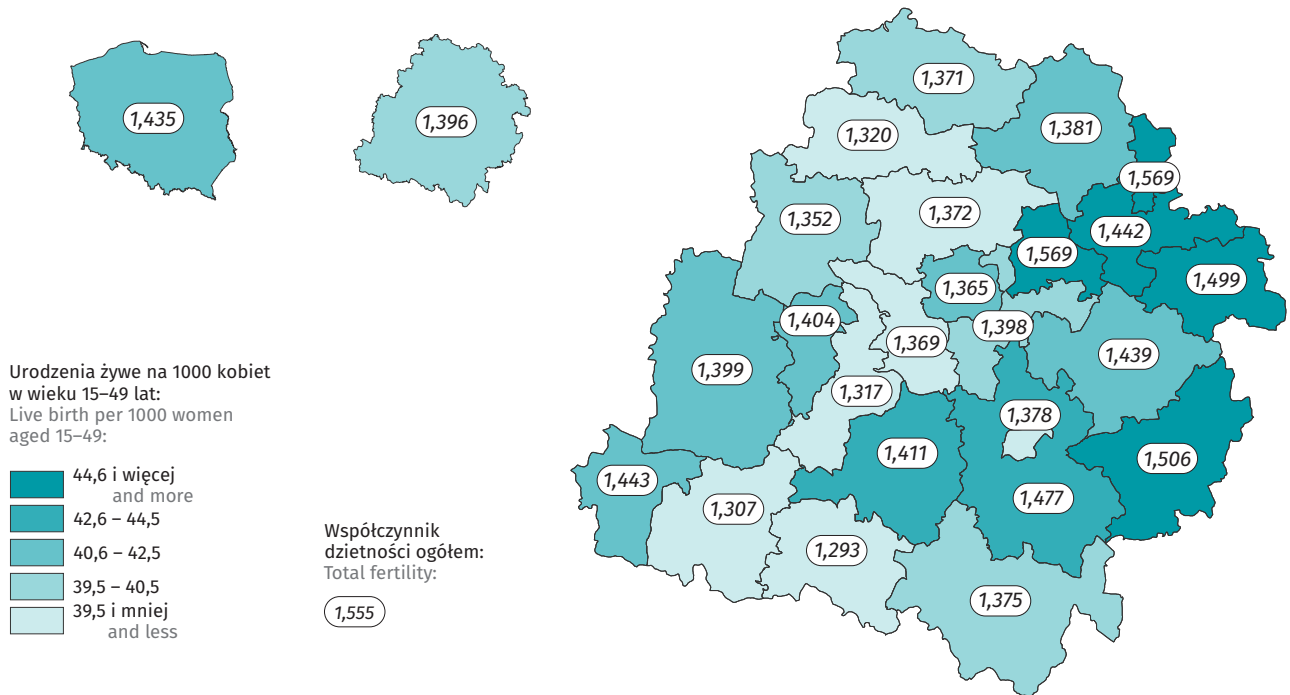 1,435
1,396
1,371
1,381
1,320
1,569
1,352
1,372
1,442
1,569
1,499
1,365
1,404
1,398
1,369
1,439
1,399
1,317
1,378
1,411
1,506
1,443
1,477
1,307
1,293
1,375
Urodzenia żywe na 1000 kobiet
w wieku 15–49 lat:
Live birth per 1000 women
aged 15–49:
44,6 i więcej
and more
42,6 – 44,5
40,6 – 42,5
39,5 – 40,5
39,5 i mniej
and less
Współczynnik
dzietności ogółem:
Total fertility:
1,555